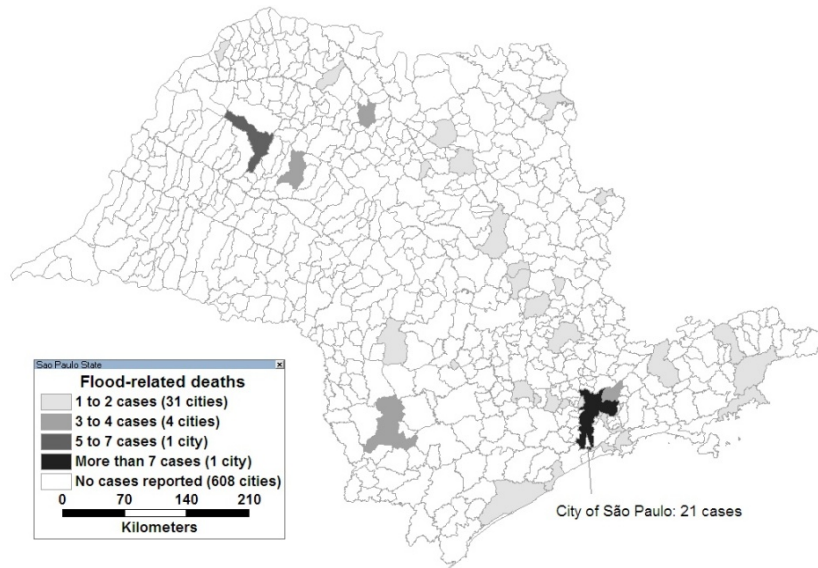 Sao Paulo State
Flood-related deaths
1 to 2 cases (31 cities)
3 to 4 cases (4 cities)
5 to 7 cases (1 city)
More than 7 cases (1 city)
No cases reported (608 cities)
0 70 140 210
Kilometers
City of São Paulo: 21 cases